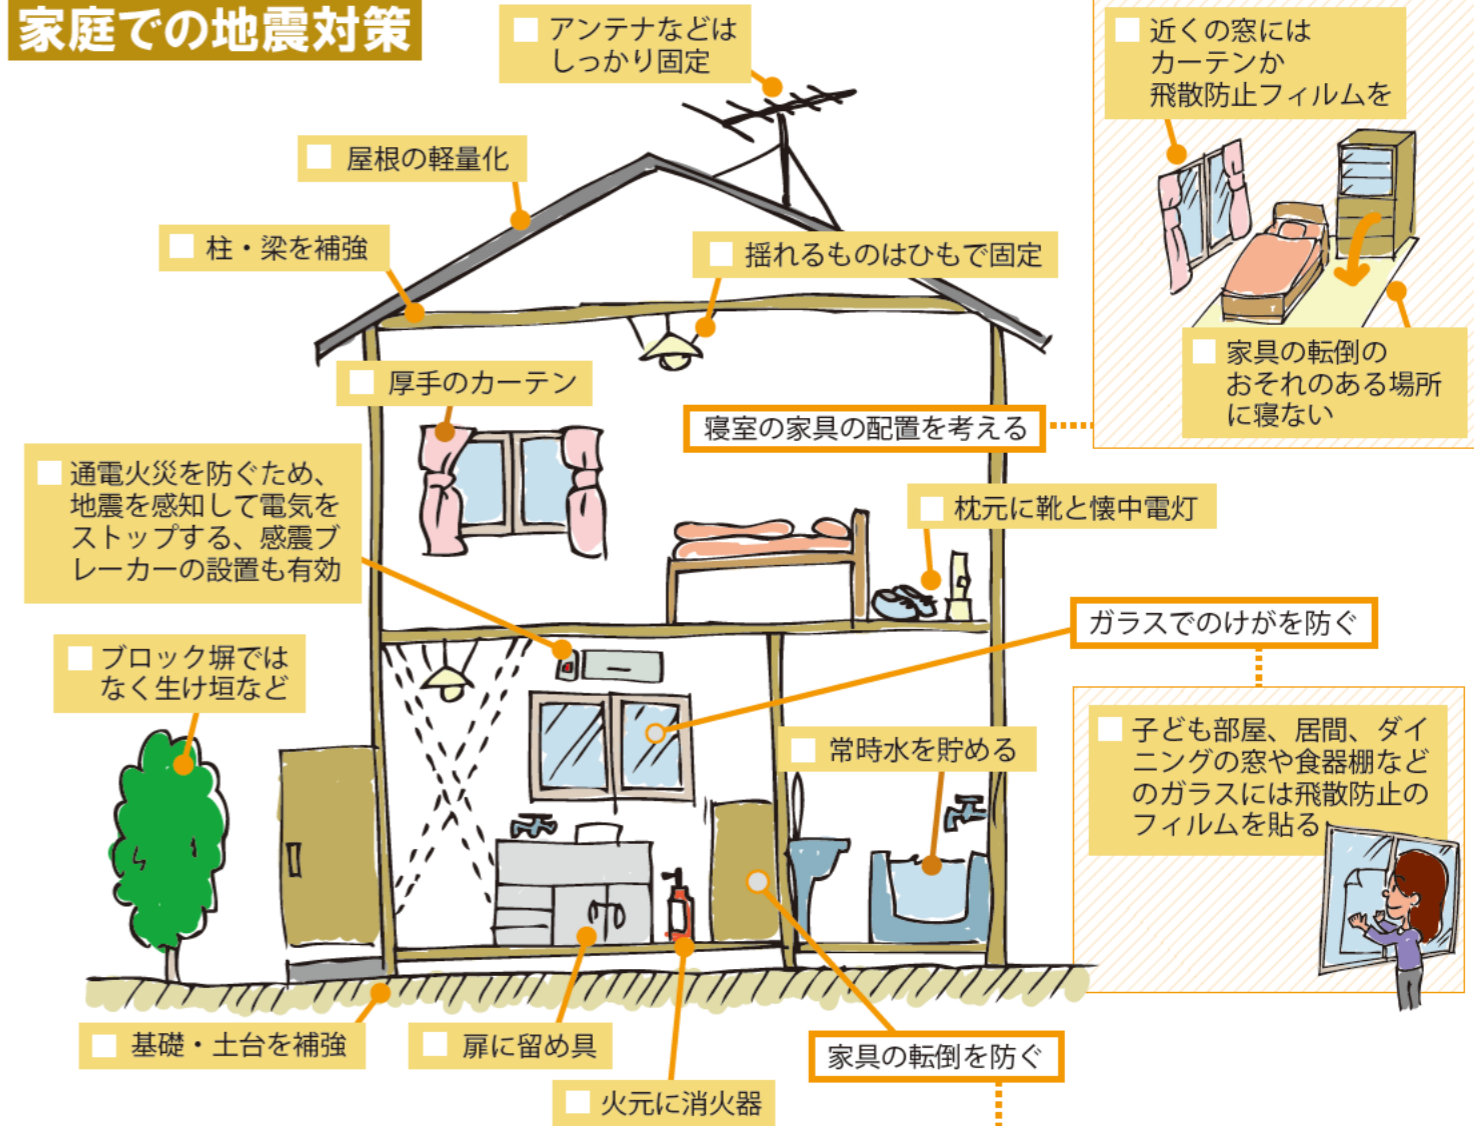 家庭での地震対策
アンテナなどは
しっかり固定
近くの窓には
カーテンか
飛散防止フィルムを
屋根の軽量化
柱・梁を補強
揺れるものはひもで固定
家具の転倒の
おそれのある場所
に寝ない
厚手のカーテン
寝室の家具の配置を考える
通電火災を防ぐため、
地震を感知して電気を
ストップする、感震ブ
レーカーの設置も有効
枕元に靴と懐中電灯
ガラスでのけがを防ぐ
ブロック塀では
なく生け垣など
常時水を貯める
子ども部屋、居間、ダイ
ニングの窓や食器棚など
のガラスには飛散防止の
フィルムを貼る
基礎・土台を補強
扉に留め具
家具の転倒を防ぐ
火元に消火器